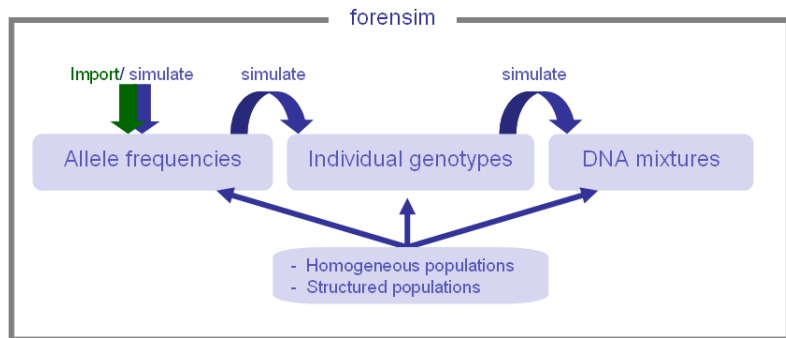 forensim
Import/ simulate
simulate
simulate
Allele frequencies
Individual genotypes
DNA mixtures
- Homogeneous populations
- Structured populations